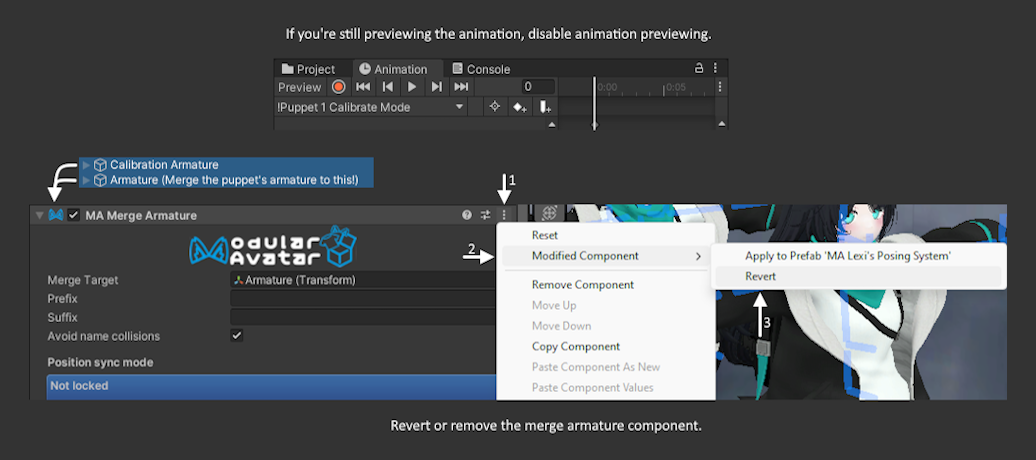 If you're still previewing the animation, disable animation previewing.
Project Animation Console
Preview 0 0:00 0:05
!Puppet 1 Calibrate Mode
Calibration Armature
Armature (Merge the puppet's armature to this!)
1
MA Merge Armature
Modular
Avatar
2
Reset
Modified Component
Apply to Prefab 'MA Lexi's Posing System'
Revert
3
Merge Target Armature (Transform)
Remove Component
Prefix
Move Up
Suffix
Move Down
Avoid name collisions
Copy Component
Position sync mode
Paste Component As New
Not locked
Paste Component Values
Revert or remove the merge armature component.